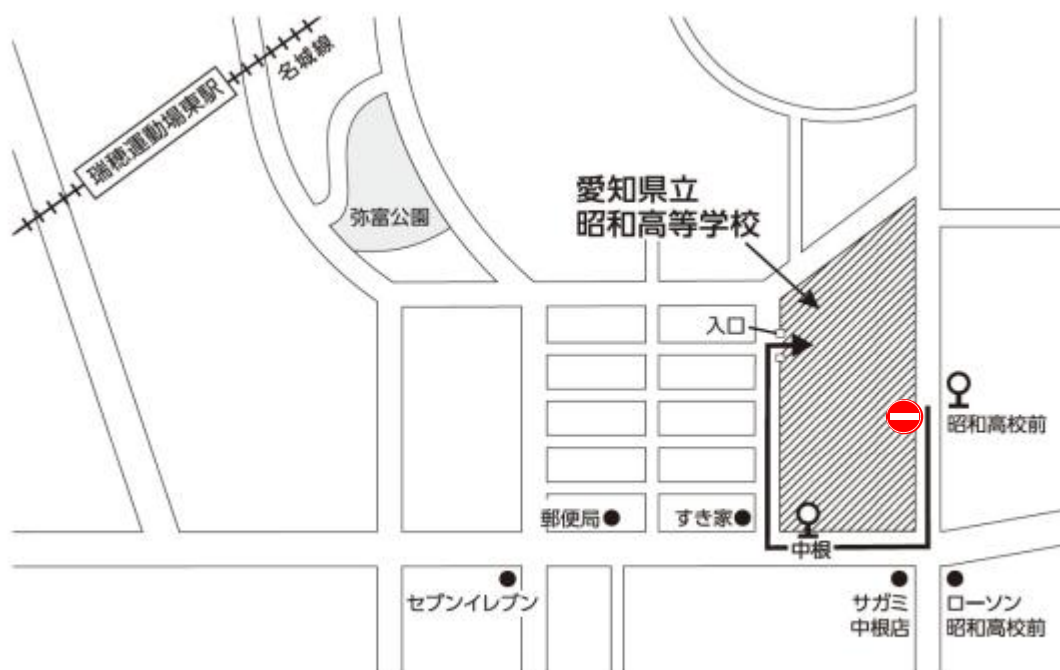 名城線
瑞穂運動場東駅
弥富公園
愛知県立
昭和高等学校
入口
昭和高校前
郵便局
すき家
中根
セブンイレブン
サガミ
中根店
ローソン
昭和高校前